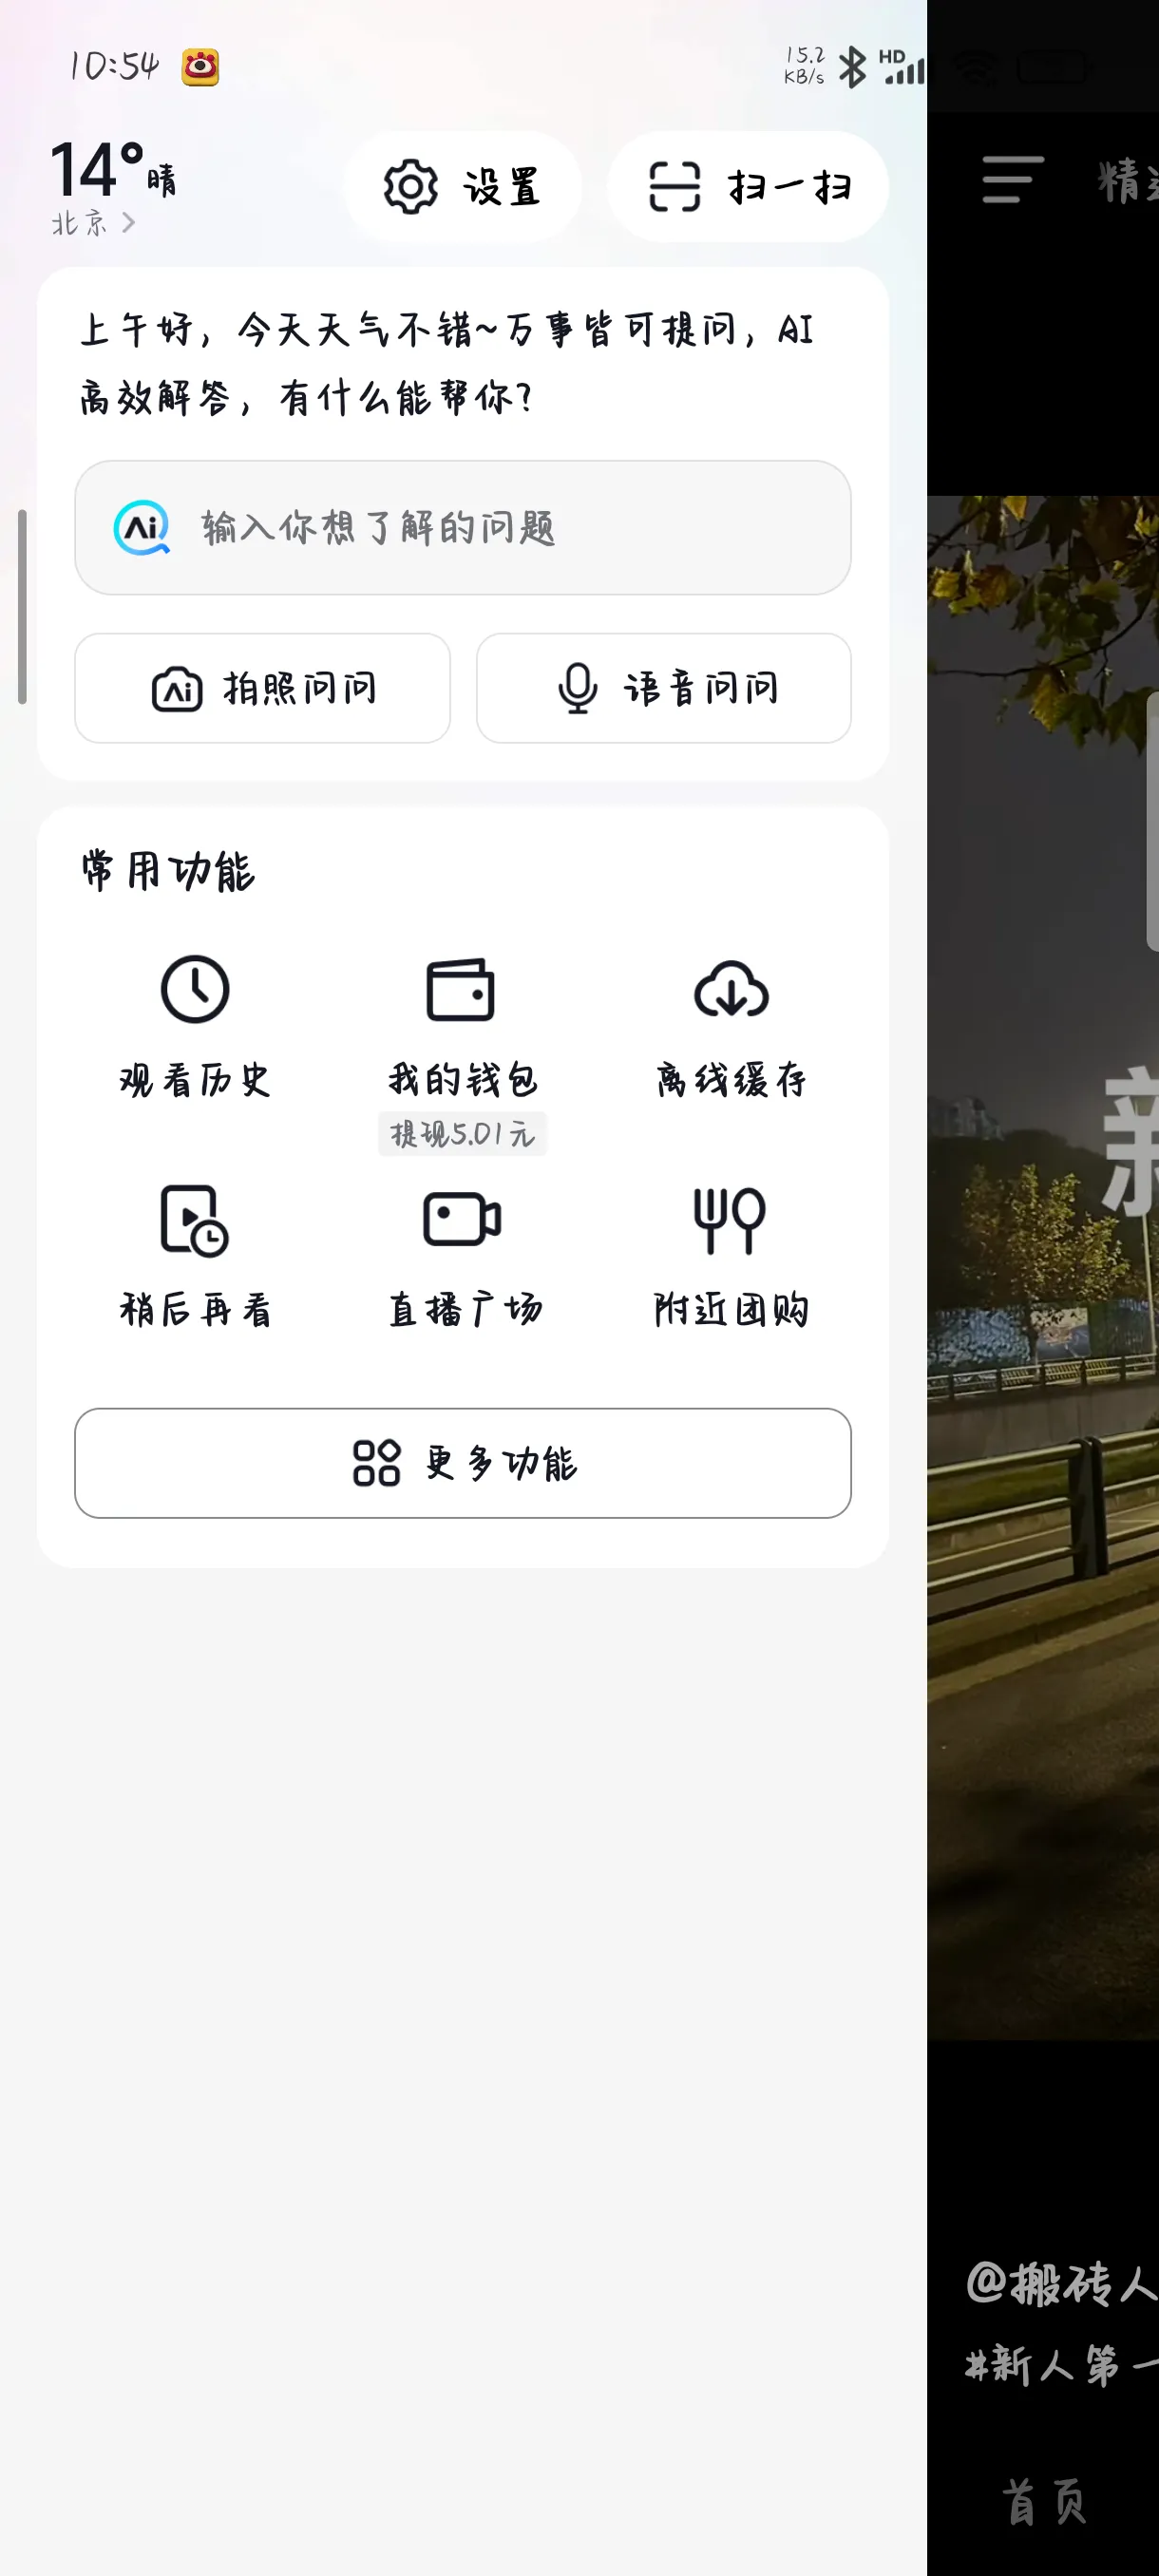 10:54
15.2
KB/s
HD
14°晴
北京
设置
扫一扫
上午好，今天天气不错~万事皆可提问，AI
高效解答，有什么能帮你？
Ai 输入你想了解的问题
Ai 拍照问问
语音问问
常用功能
观看历史
我的钱包
离线缓存
提现5.01元
稍后再看
直播广场
附近团购
更多功能
精
新
@搬砖人
#新人第一
首页